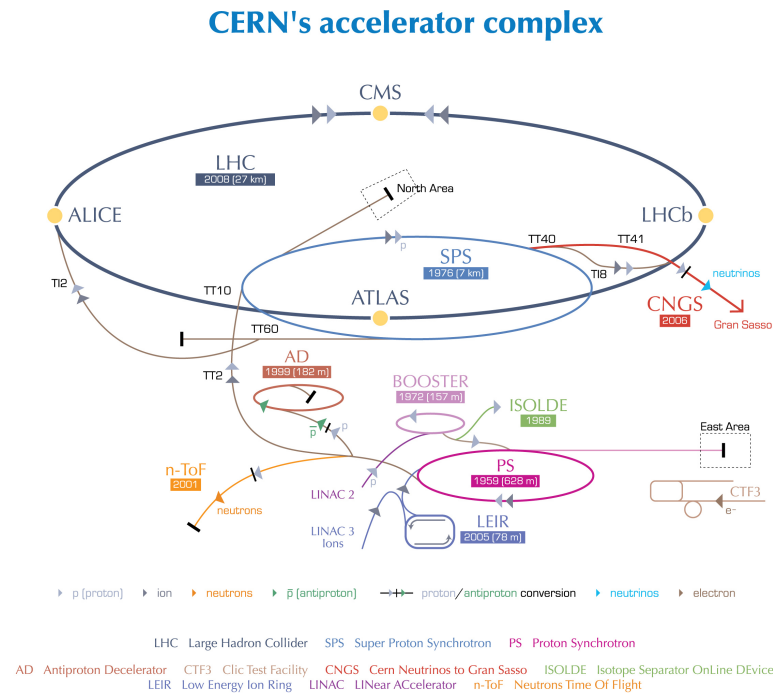 CERN's accelerator complex
CMS
LHC
2008 (27 km)
North Area
ALICE
LHCb
p
TT40
TT41
SPS
1976 (7 km)
TI8
neutrinos
TI2
TT10
ATLAS
CNGS
2006
Gran Sasso
TT60
AD
1999 (182 m)
TT2
BOOSTER
1972 (157 m)
ISOLDE
1989
p̅
p
East Area
n-ToF
2001
PS
1959 (628 m)
p
LINAC 2
neutrons
CTF3
e-
LINAC 3
Ions
LEIR
2005 (78 m)
p (proton) ion neutrons p̅ (antiproton) proton/antiproton conversion neutrinos electron
LHC Large Hadron Collider SPS Super Proton Synchrotron PS Proton Synchrotron
AD Antiproton Decelerator CTF3 Clic Test Facility CNGS Cern Neutrinos to Gran Sasso ISOLDE Isotope Separator OnLine DEvice
LEIR Low Energy Ion Ring LINAC LINear ACcelerator n-ToF Neutrons Time Of Flight